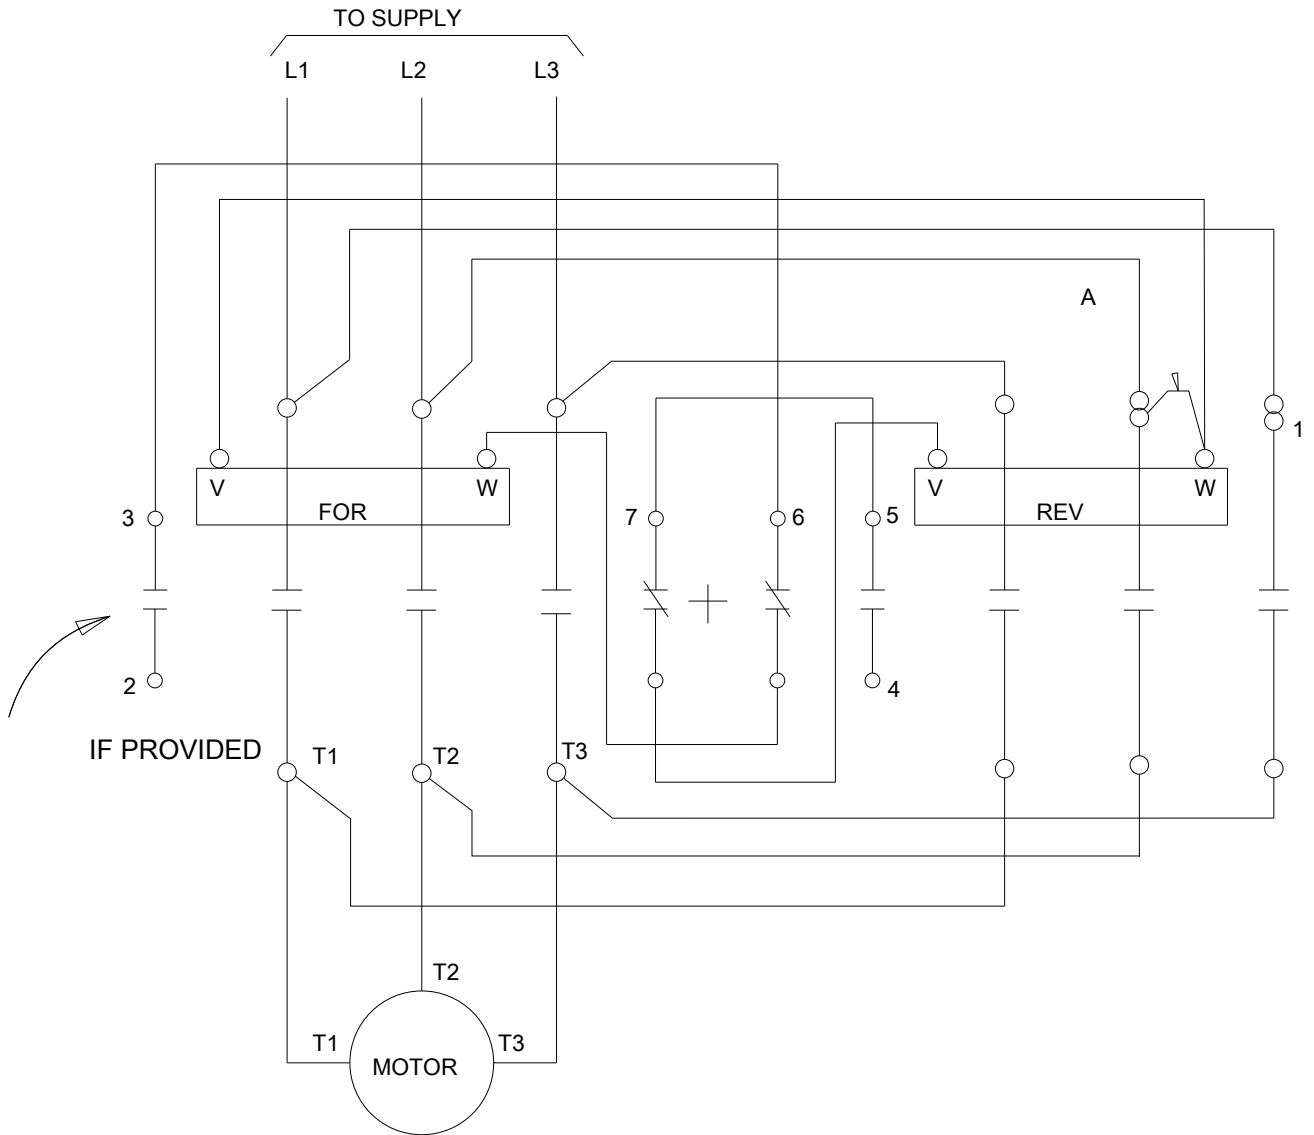 TO SUPPLY
L1 L2 L3
A
1
V W V W
FOR REV
3 7 6 5
2 4
IF PROVIDED T1 T2 T3
T2
T1 T3
MOTOR